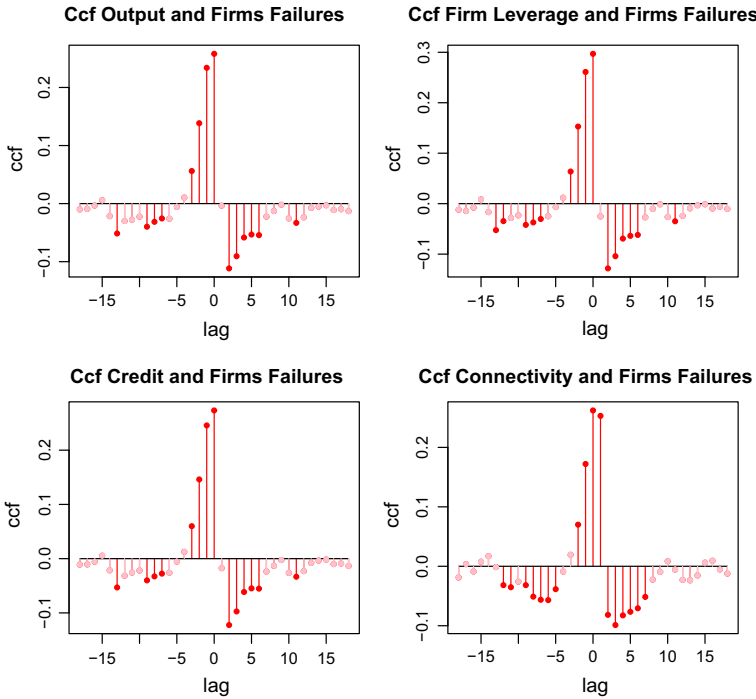 Ccf Output and Firms Failures
ccf
0.2
0.1
0.0
−0.1
−15 −5 0 5 10 15
lag
Ccf Firm Leverage and Firms Failures
ccf
0.3
0.2
0.1
0.0
−0.1
−15 −5 0 5 10 15
lag
Ccf Credit and Firms Failures
ccf
0.2
0.1
0.0
−0.1
−15 −5 0 5 10 15
lag
Ccf Connectivity and Firms Failures
ccf
0.2
0.1
0.0
−0.1
−15 −5 0 5 10 15
lag